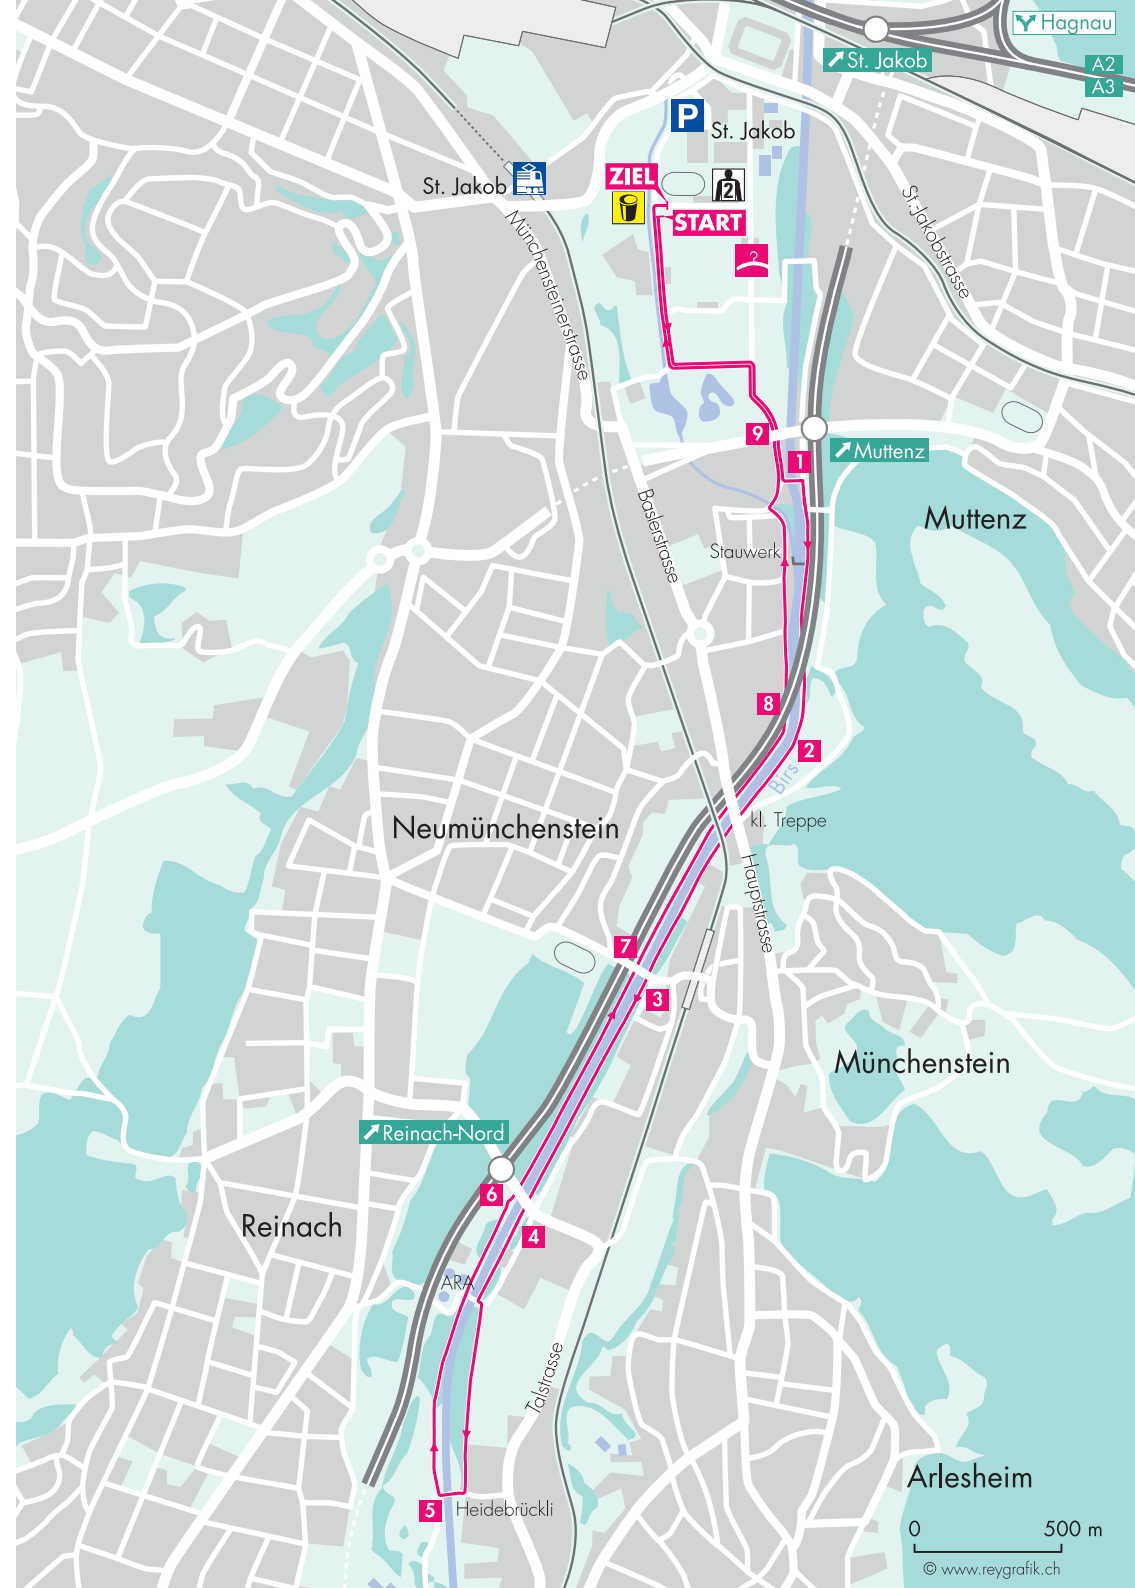 Hagnau
St. Jakob
A2
A3
P
St. Jakob
St. Jakob
ZIEL
2
START
St.-Jakobstrasse
Münchensteinerstrasse
9
Muttenz
1
Muttenz
Baslerstrasse
Stauwerk
8
2
Birs
kl. Treppe
Neumünchenstein
Hauptstrasse
7
3
Münchenstein
Reinach-Nord
6
Reinach
4
ARA
Talstrasse
Arlesheim
5
Heidebrückli
0 500 m
© www.reygrafik.ch